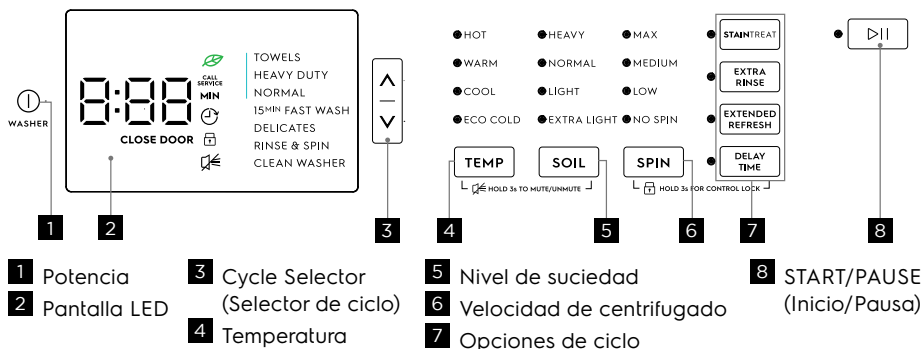 WASHER
8:88
CLOSE DOOR
CALL
SERVICE
MIN
TOWELS
HEAVY DUTY
NORMAL
15MIN FAST WASH
DELICATES
RINSE & SPIN
CLEAN WASHER
HOT
HEAVY
MAX
WARM
NORMAL
MEDIUM
COOL
LIGHT
LOW
ECO COLD
EXTRA LIGHT
NO SPIN
TEMP
SOIL
SPIN
HOLD 3s TO MUTE/UNMUTE
HOLD 3s FOR CONTROL LOCK
STAINTREAT
EXTRA
RINSE
EXTENDED
REFRESH
DELAY
TIME
1
2
3
4
5
6
7
8
1 Potencia
2 Pantalla LED
3 Cycle Selector
(Selector de ciclo)
4 Temperatura
5 Nivel de suciedad
6 Velocidad de centrifugado
7 Opciones de ciclo
8 START/PAUSE
(Inicio/Pausa)